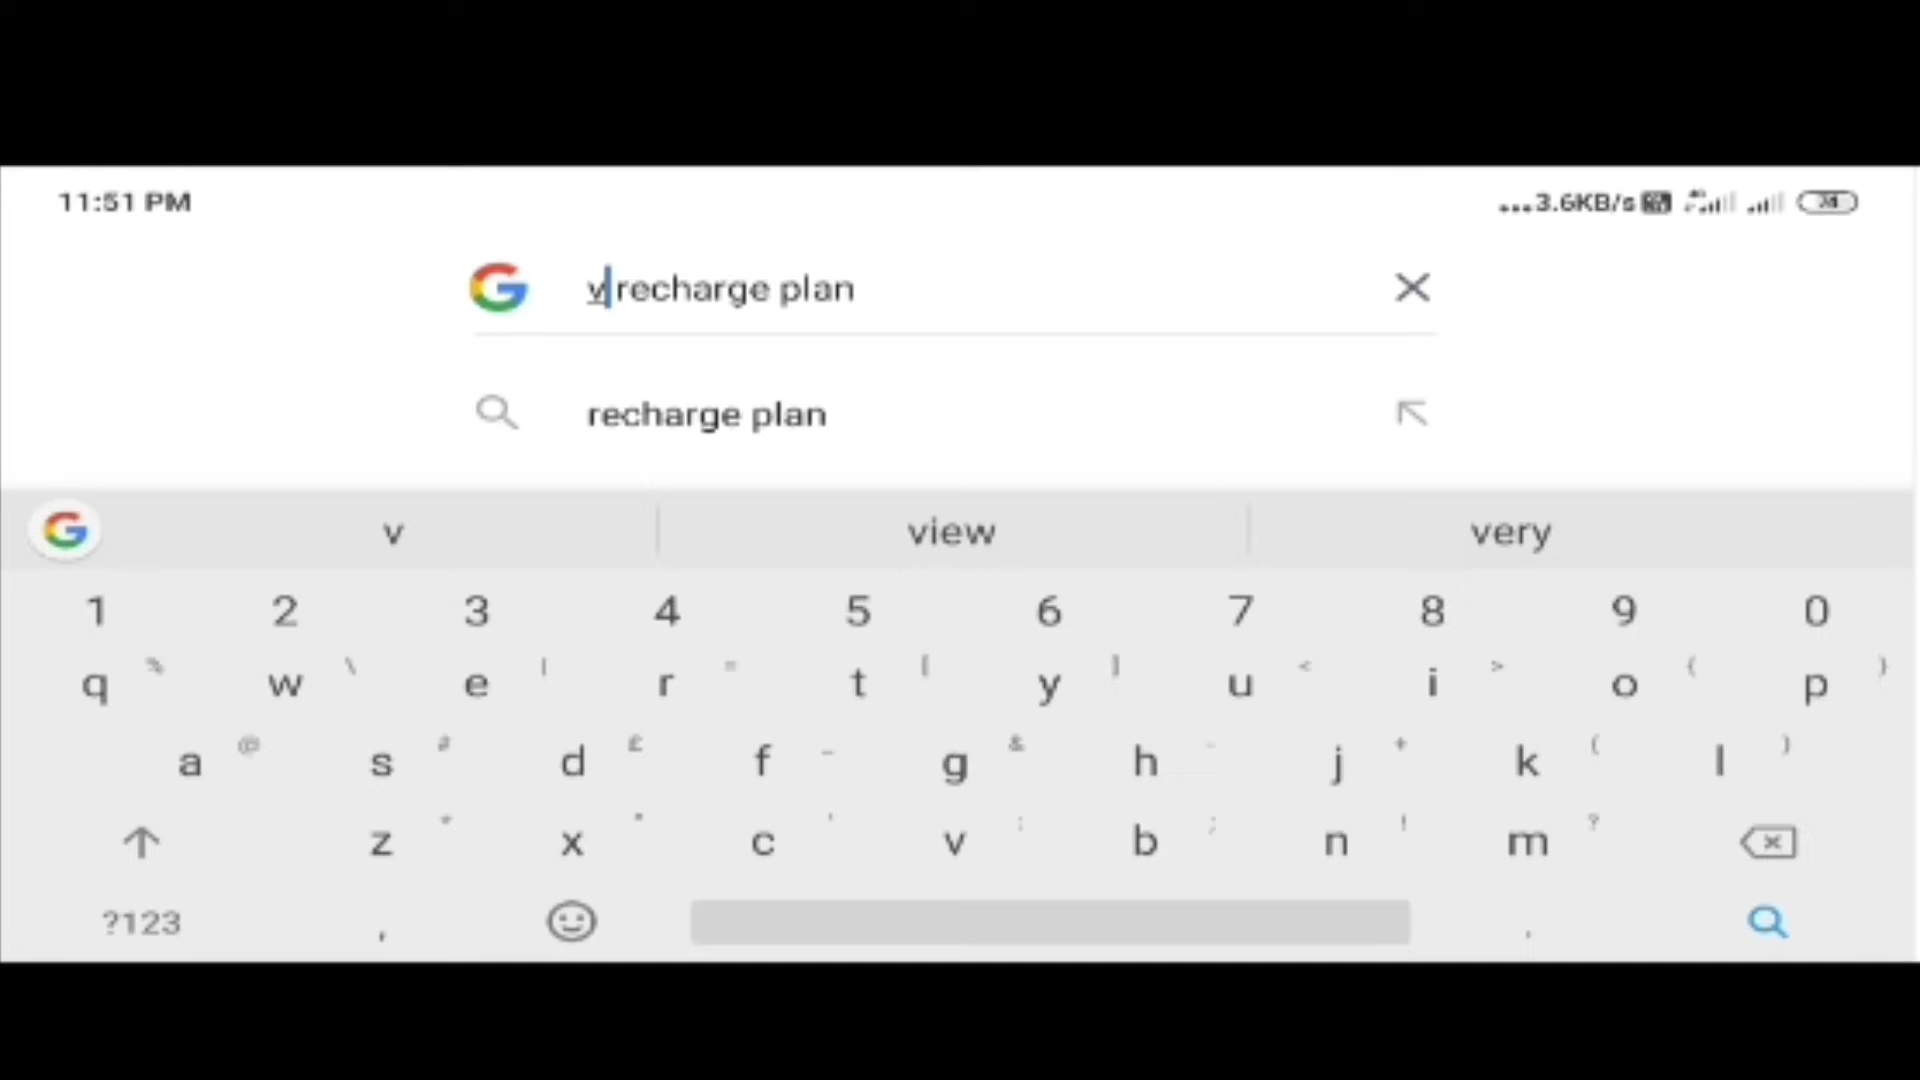 11:51 PM ...3.6KB/s
v recharge plan
recharge plan
v view very
1 2 3 4 5 6 7 8 9 0
q w e r t y u i o p
a s d f g h j k l
z x c v b n m
?123 , .